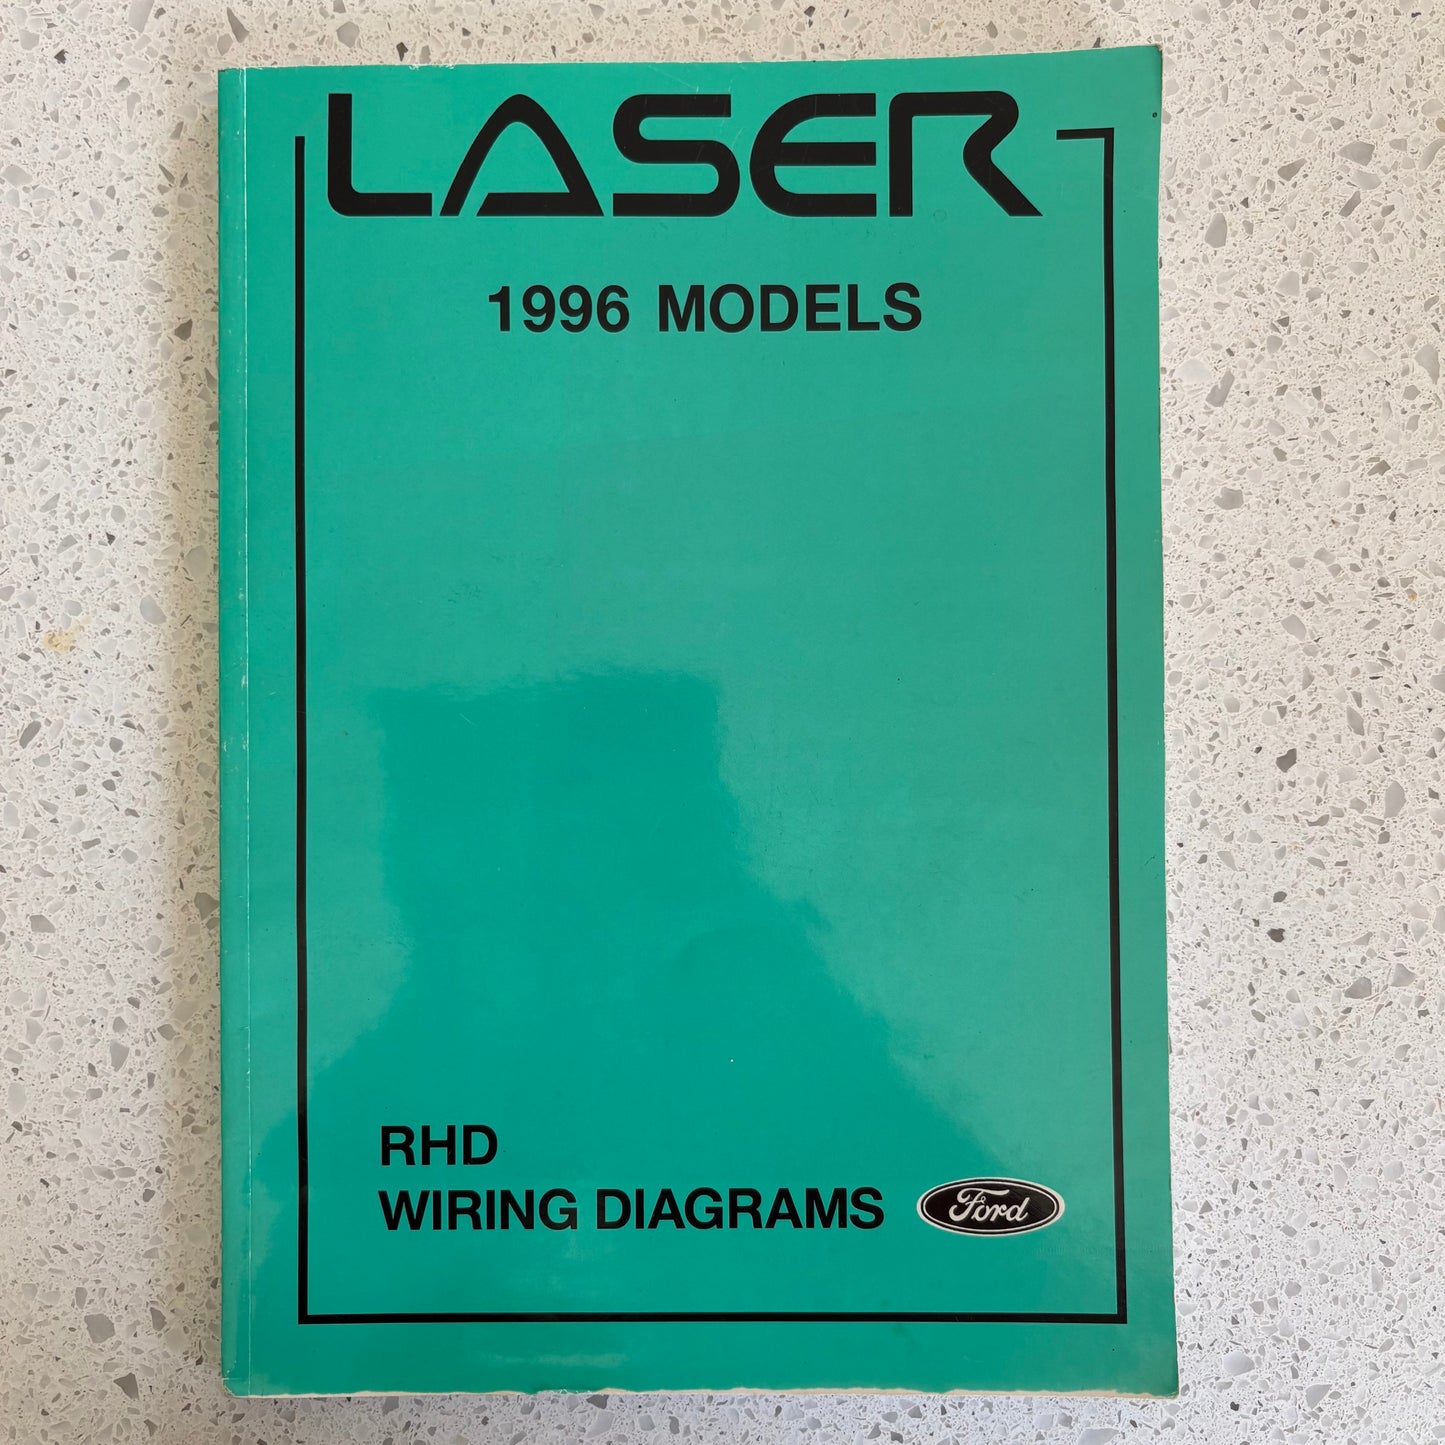 LASER
1996 MODELS
RHD
WIRING DIAGRAMS
Ford